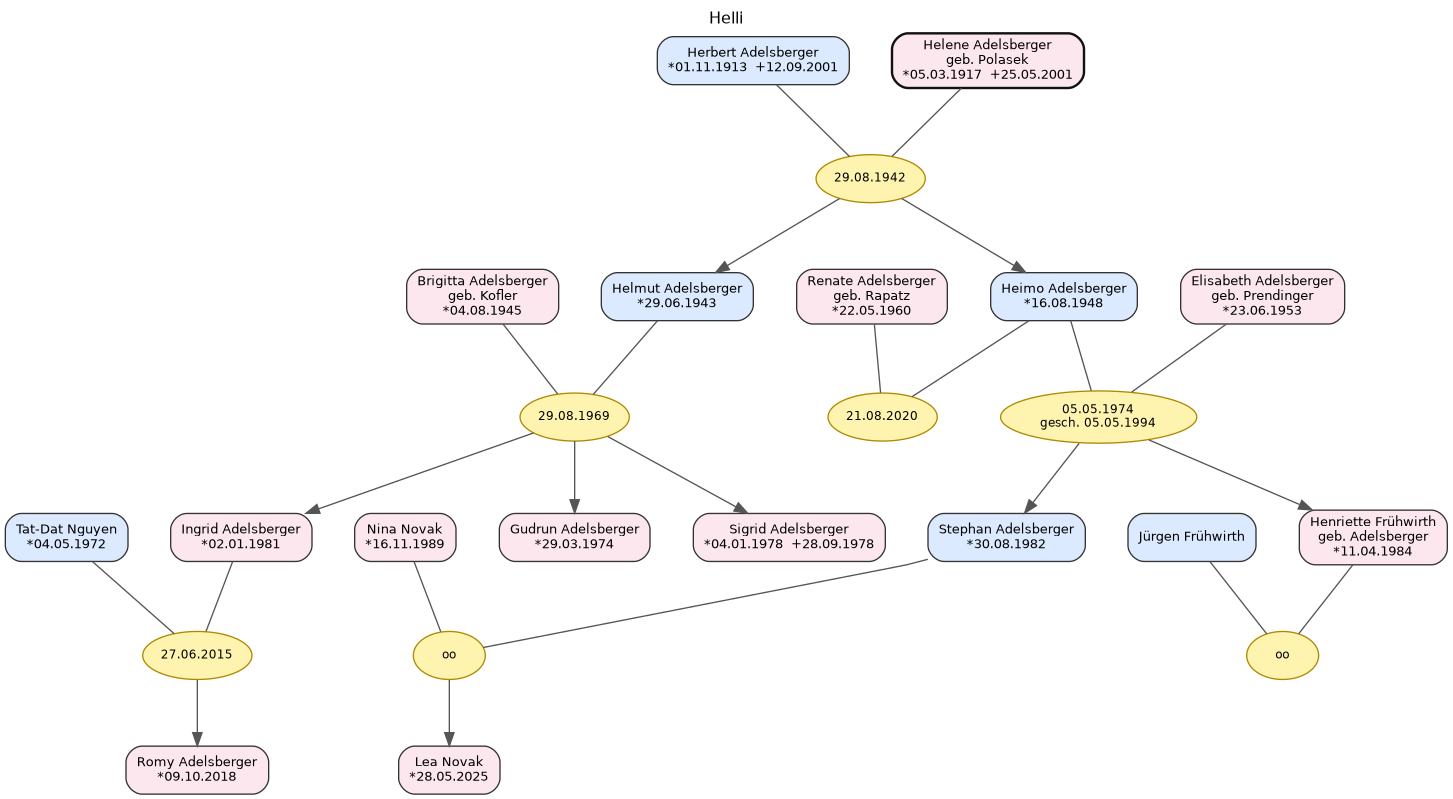 Helli
Herbert Adelsberger
*01.11.1913  +12.09.2001
Helene Adelsberger
geb. Polasek
*05.03.1917  +25.05.2001
29.08.1942
Brigitta Adelsberger
geb. Kofler
*04.08.1945
Helmut Adelsberger
*29.06.1943
Renate Adelsberger
geb. Rapatz
*22.05.1960
Heimo Adelsberger
*16.08.1948
Elisabeth Adelsberger
geb. Prendinger
*23.06.1953
29.08.1969
21.08.2020
05.05.1974
gesch. 05.05.1994
Tat-Dat Nguyen
*04.05.1972
Ingrid Adelsberger
*02.01.1981
Nina Novak
*16.11.1989
Gudrun Adelsberger
*29.03.1974
Sigrid Adelsberger
*04.01.1978  +28.09.1978
Stephan Adelsberger
*30.08.1982
Jürgen Frühwirth
Henriette Frühwirth
geb. Adelsberger
*11.04.1984
27.06.2015
oo
oo
Romy Adelsberger
*09.10.2018
Lea Novak
*28.05.2025